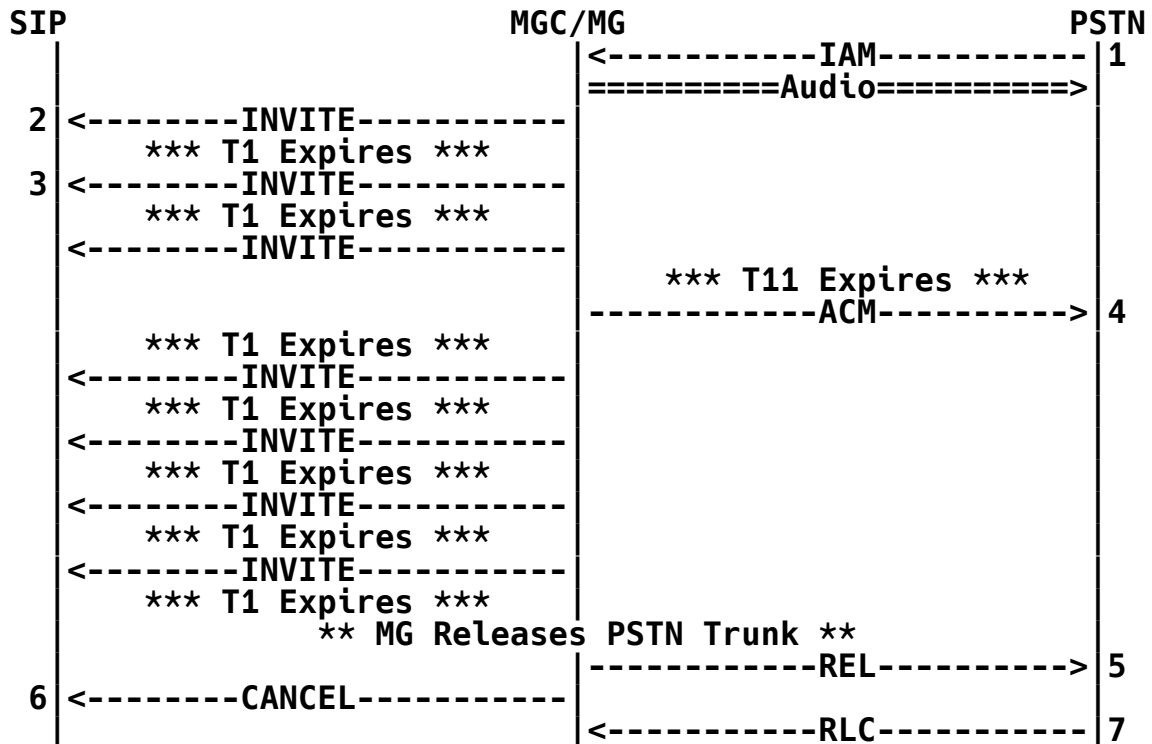 SIP                       MGC/MG                       PSTN
  |                          |<-----------IAM-----------|1
  |                          |==========Audio==========>|
 2|<--------INVITE-----------|                          |
  |    *** T1 Expires ***    |                          |
 3|<--------INVITE-----------|                          |
  |    *** T1 Expires ***    |                          |
  |<--------INVITE-----------|                          |
  |                          |    *** T11 Expires ***   |
  |                          |------------ACM---------->|4
  |    *** T1 Expires ***    |                          |
  |<--------INVITE-----------|                          |
  |    *** T1 Expires ***    |                          |
  |<--------INVITE-----------|                          |
  |    *** T1 Expires ***    |                          |
  |<--------INVITE-----------|                          |
  |    *** T1 Expires ***    |                          |
  |<--------INVITE-----------|                          |
  |    *** T1 Expires ***    |                          |
  |             ** MG Releases PSTN Trunk **            |
  |                          |------------REL---------->|5
 6|<--------CANCEL-----------|                          |
  |                          |<-----------RLC-----------|7